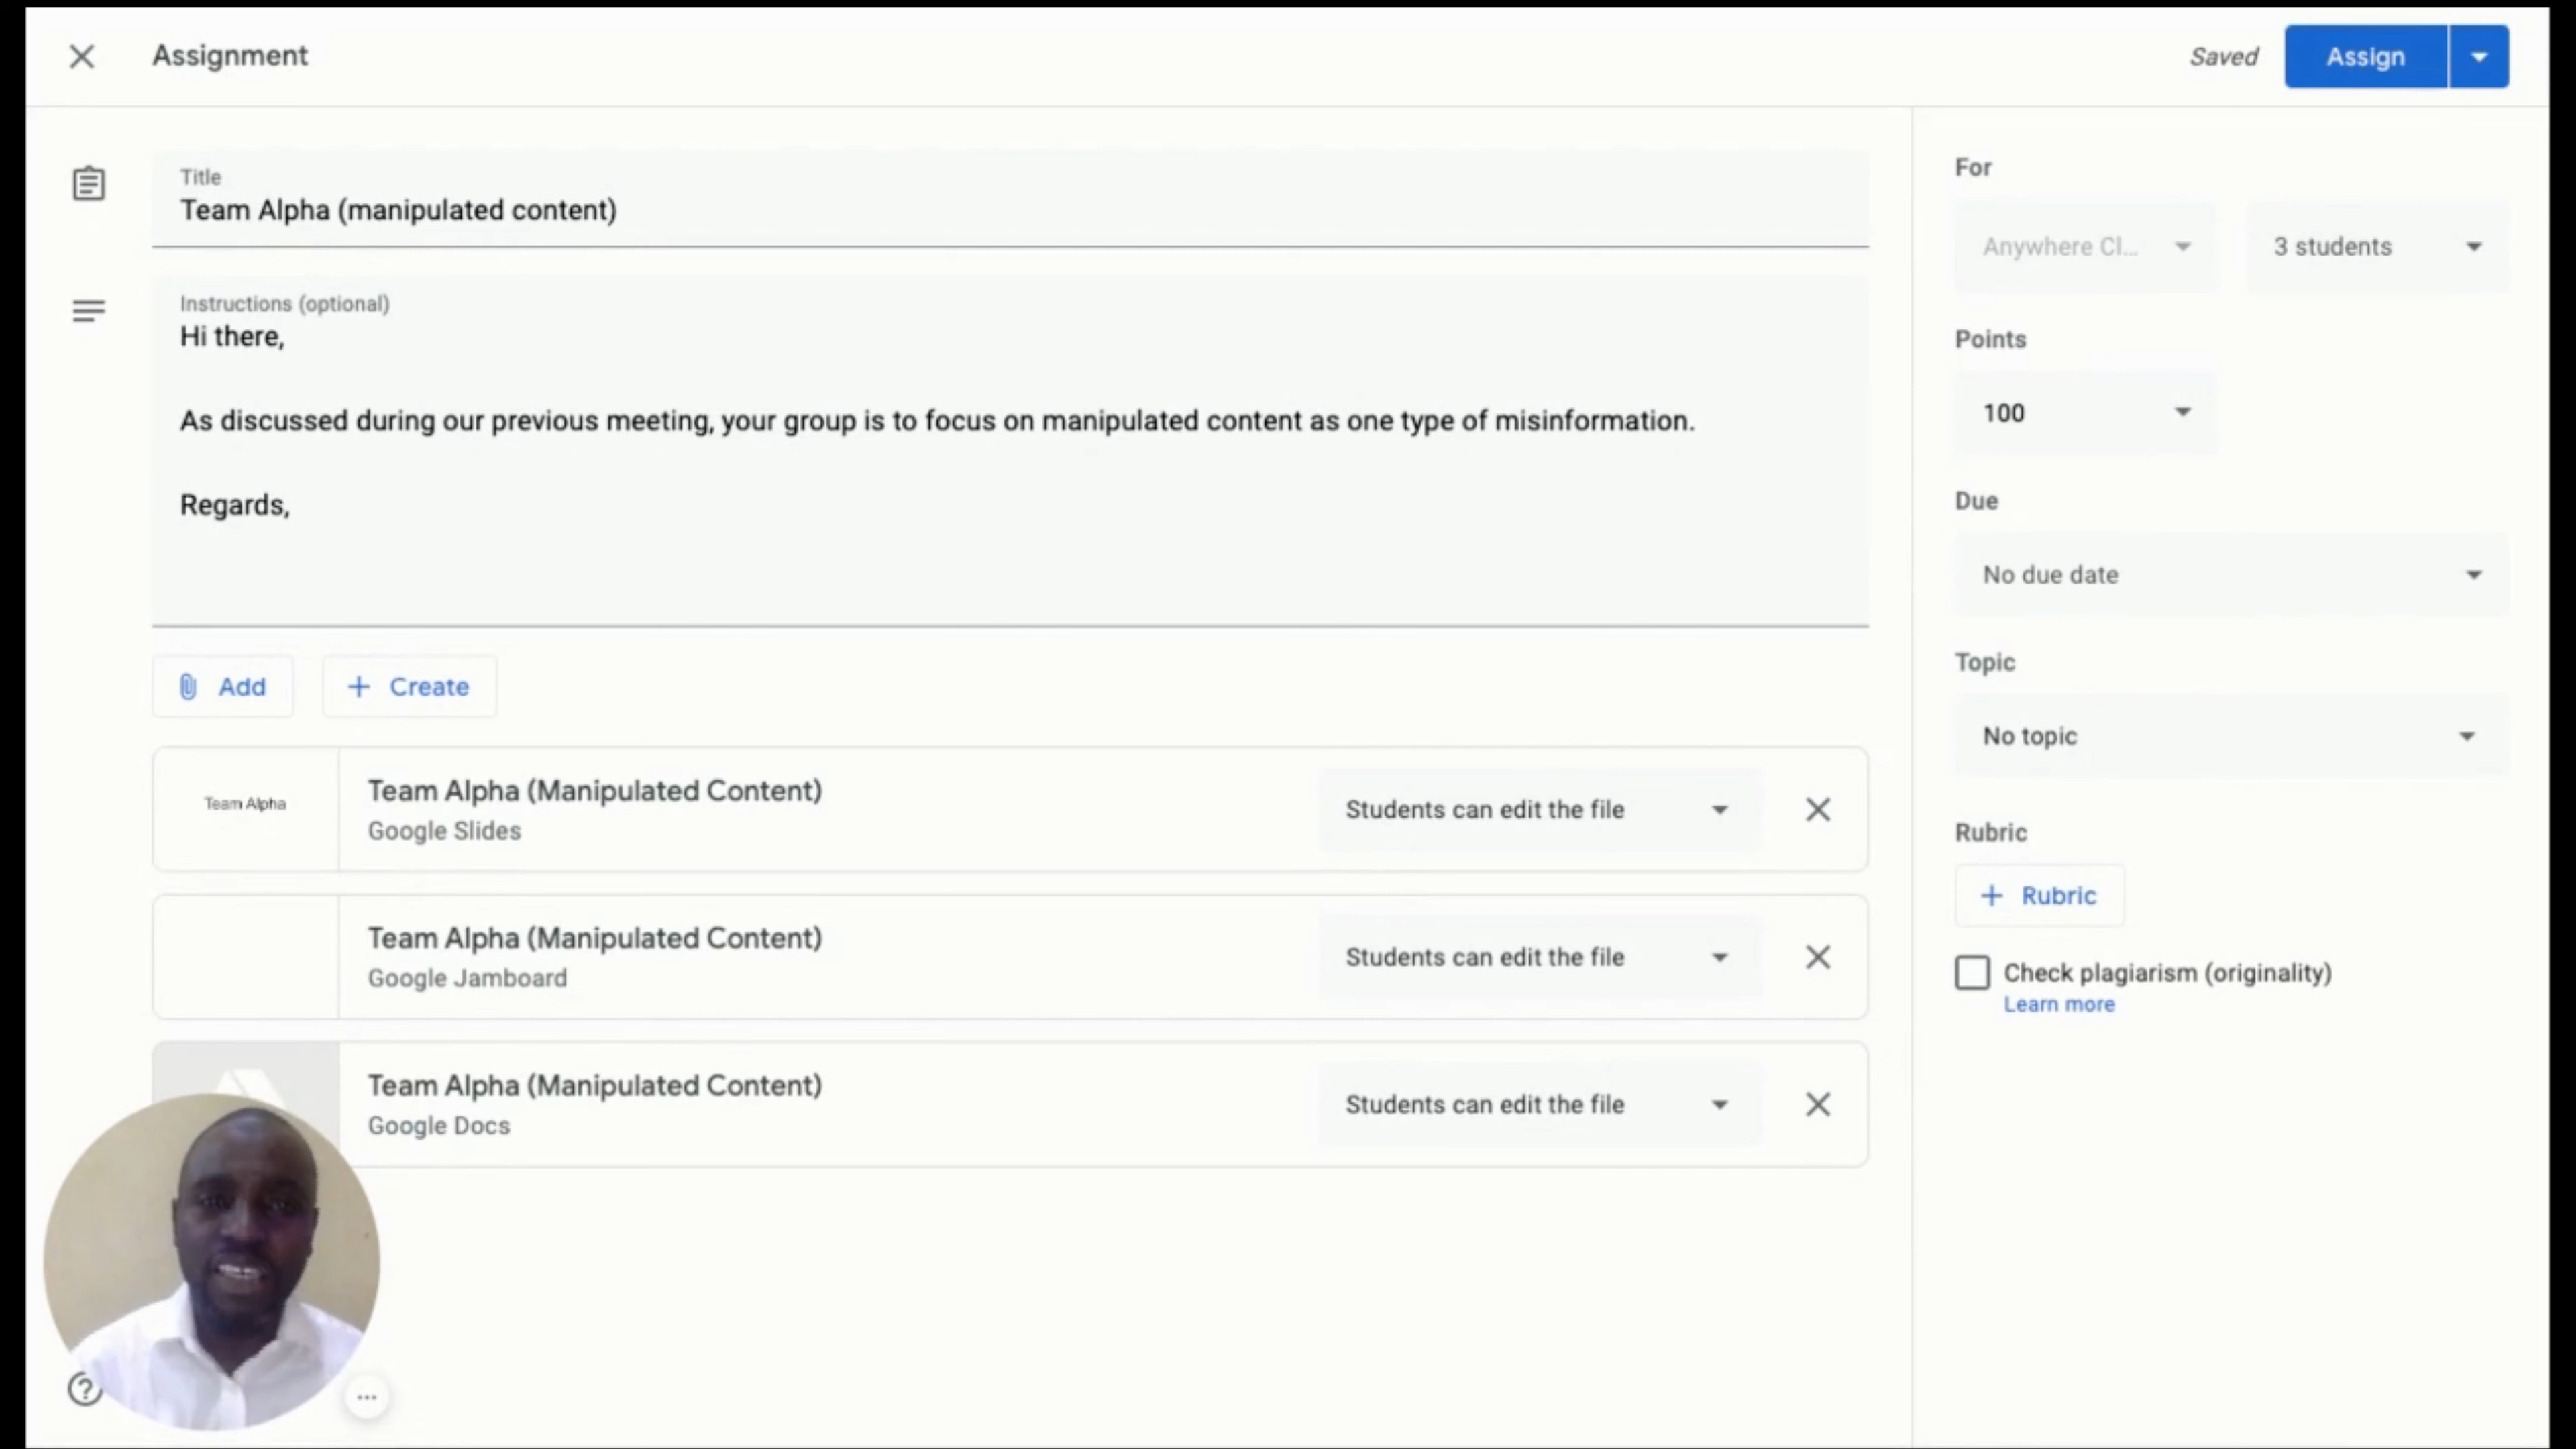 Assignment
Saved
Assign
Title
Team Alpha (manipulated content)
Instructions (optional)
Hi there,
As discussed during our previous meeting, your group is to focus on manipulated content as one type of misinformation.
Regards,
Add
Create
Team Alpha
Team Alpha (Manipulated Content)
Google Slides
Students can edit the file
Team Alpha (Manipulated Content)
Google Jamboard
Students can edit the file
Team Alpha (Manipulated Content)
Google Docs
Students can edit the file
For
Anywhere Cl...
3 students
Points
100
Due
No due date
Topic
No topic
Rubric
+ Rubric
Check plagiarism (originality)
Learn more